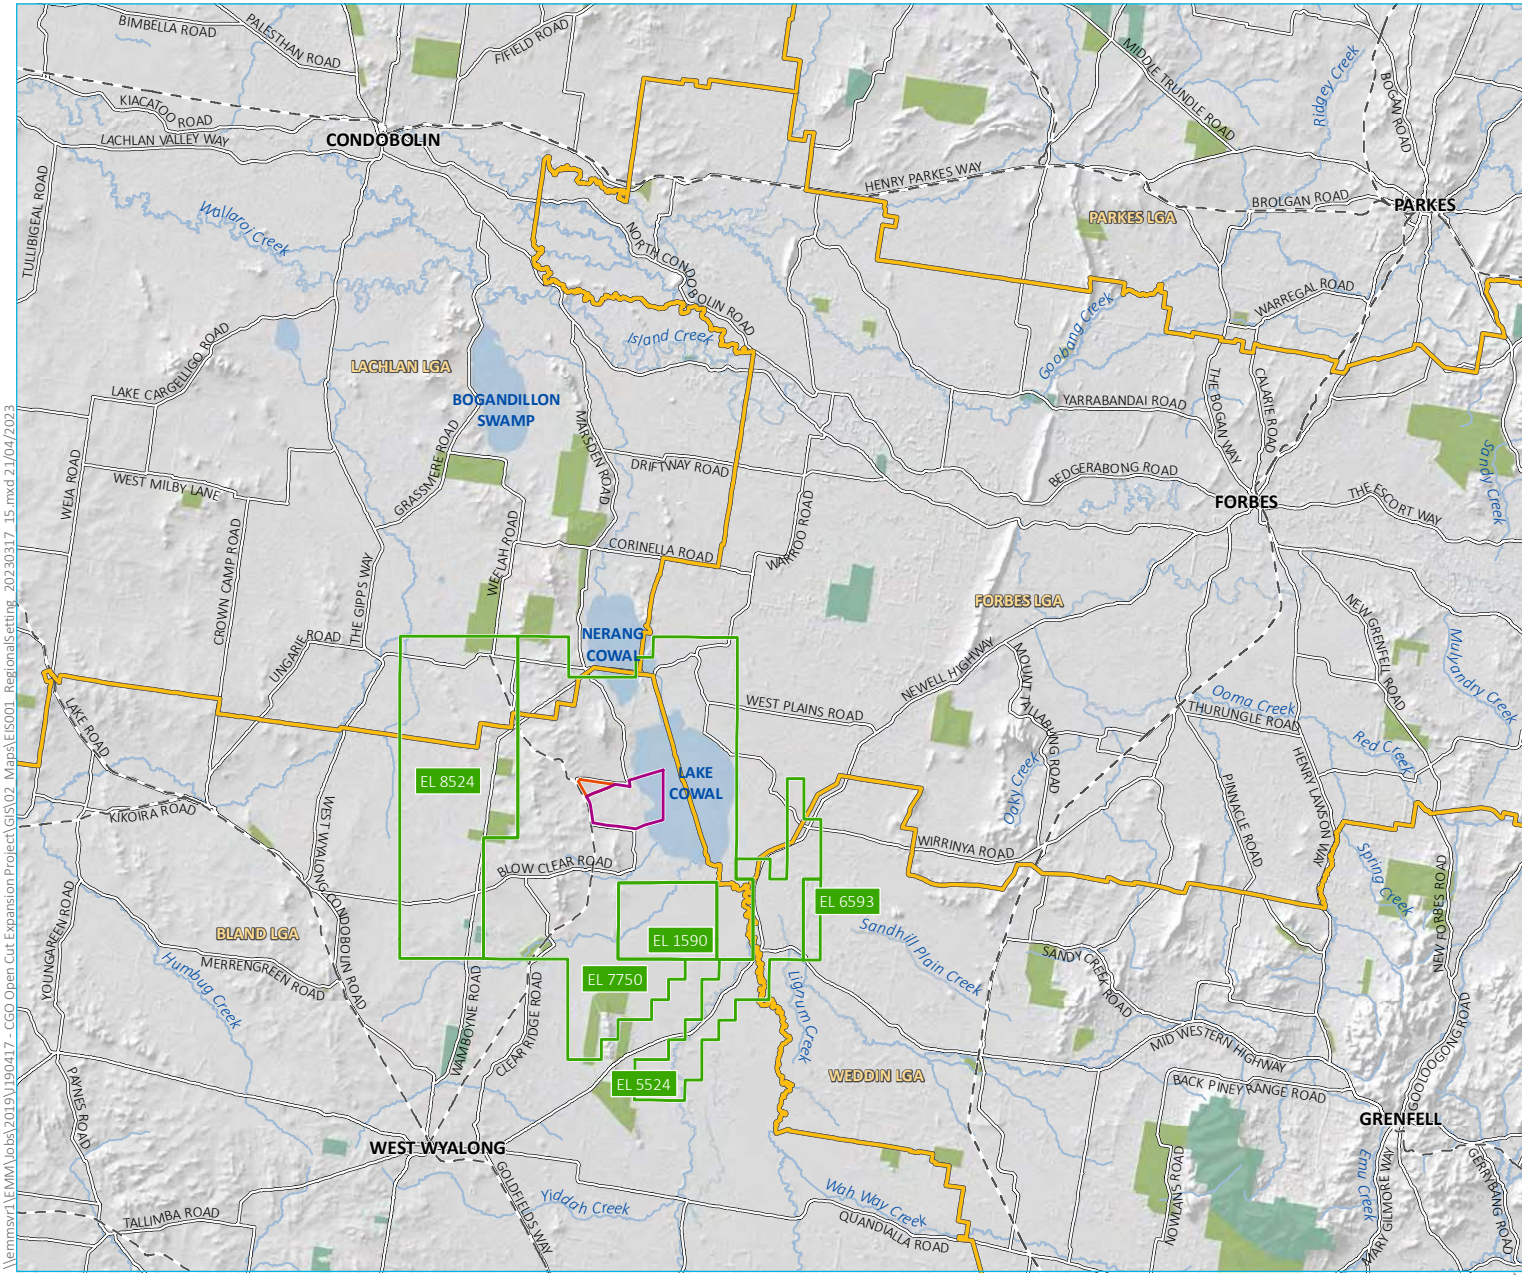 BIMBELLA ROAD
PALESTHAN ROAD
FIFIELD ROAD
MIDDLE TRUNDLE ROAD
Ridgey Creek
BOGAN ROAD
KIACATOO ROAD
LACHLAN VALLEY WAY
CONDOBOLIN
HENRY PARKES WAY
BROLGAN ROAD
PARKES
PARKES LGA
TULLIBIGEAL ROAD
Wallaroi Creek
NORTH CONDOBOLIN ROAD
WARREGAL ROAD
Goobang Creek
Island Creek
LAKE CARGELLIGO ROAD
LACHLAN LGA
BOGANDILLON
SWAMP
YARRABANDAI ROAD
THE BOGAN WAY
CALARIE ROAD
MARSDEN ROAD
GRASSMERE ROAD
DRIFTWAY ROAD
BEDGERABONG ROAD
Sandy Creek
WEJA ROAD
WEST MILBY LANE
FORBES
THE ESCORT WAY
CROWN CAMP ROAD
THE GIPPS WAY
WEELAH ROAD
CORINELLA ROAD
WARROO ROAD
FORBES LGA
NEW GRENFELL ROAD
UNGARIE ROAD
NERANG
COWAL
NEWELL HIGHWAY
MOUNT TALLABUNG ROAD
Mulyandry Creek
LAKE ROAD
WEST PLAINS ROAD
Ooma Creek
THURUNGLE ROAD
Red Creek
EL 8524
LAKE
COWAL
Oaky Creek
PINNACLE ROAD
HENRY LAWSON WAY
KIKOIRA ROAD
WEST WYALONG CONDOBOLIN ROAD
BLOW CLEAR ROAD
WIRRINYA ROAD
Spring Creek
NEW FORBES ROAD
YOUNGAREEN ROAD
EL 6593
BLAND LGA
EL 1590
Sandhill Plain Creek
SANDY CREEK ROAD
MERRENGREEN ROAD
Humbug Creek
EL 7750
WAMBOYNE ROAD
CLEAR RIDGE ROAD
Lignum Creek
MID WESTERN HIGHWAY
GOOLOOGONG ROAD
PAYNES ROAD
EL 5524
WEDDIN LGA
BACK PINEY RANGE ROAD
GRENFELL
WEST WYALONG
GOLDFIELDS WAY
Yiddah Creek
Wah Way Creek
QUANDIALLA ROAD
NOWLANS ROAD
Emu Creek
MARY GILMORE WAY
GERRYBANG ROAD
TALLIMBA ROAD
\\emmsvr1\EMM\Jobs\2019\J190417 - CGO Open Cut Expansion Project\GIS\02_Maps\EIS\EIS001_RegionalSetting_20230317_15.mxd 21/04/2023